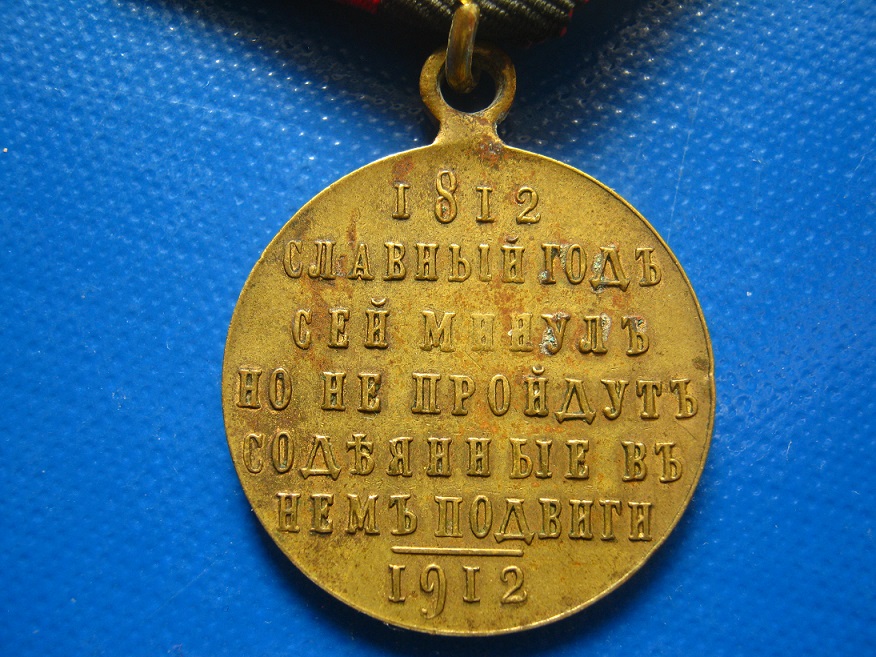 1812
СЛАВНЫЙ ГОДЪ
СЕЙ МИНУЛЪ
НО НЕ ПРОЙДУТЪ
СОДѢЯННЫЕ ВЪ
НЕМЪ ПОДВИГИ
1912